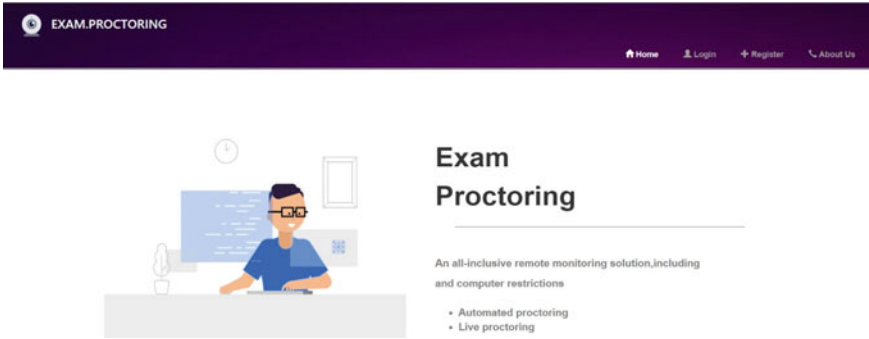 EXAM.PROCTORING
Home Login Register About Us
Exam
Proctoring
An all-inclusive remote monitoring solution,including
and computer restrictions
• Automated proctoring
• Live proctoring